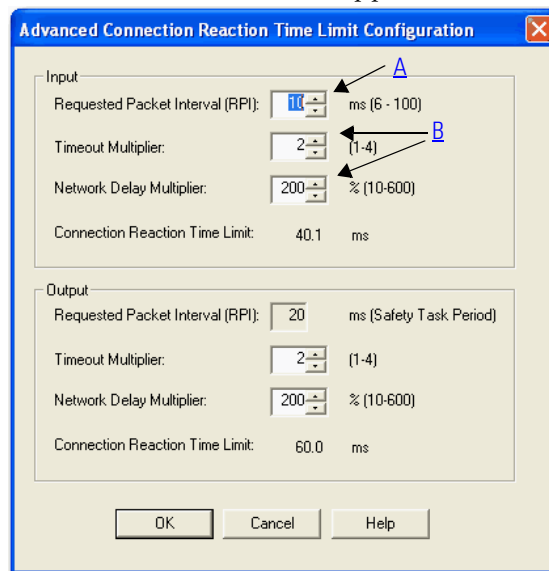 Advanced Connection Reaction Time Limit Configuration
A
Input
Requested Packet Interval (RPI): 10 ms (6 - 100)
B
Timeout Multiplier: 2 (1-4)
Network Delay Multiplier: 200 % (10-600)
Connection Reaction Time Limit: 40.1 ms
Output
Requested Packet Interval (RPI): 20 ms (Safety Task Period)
Timeout Multiplier: 2 (1-4)
Network Delay Multiplier: 200 % (10-600)
Connection Reaction Time Limit: 60.0 ms
OK Cancel Help